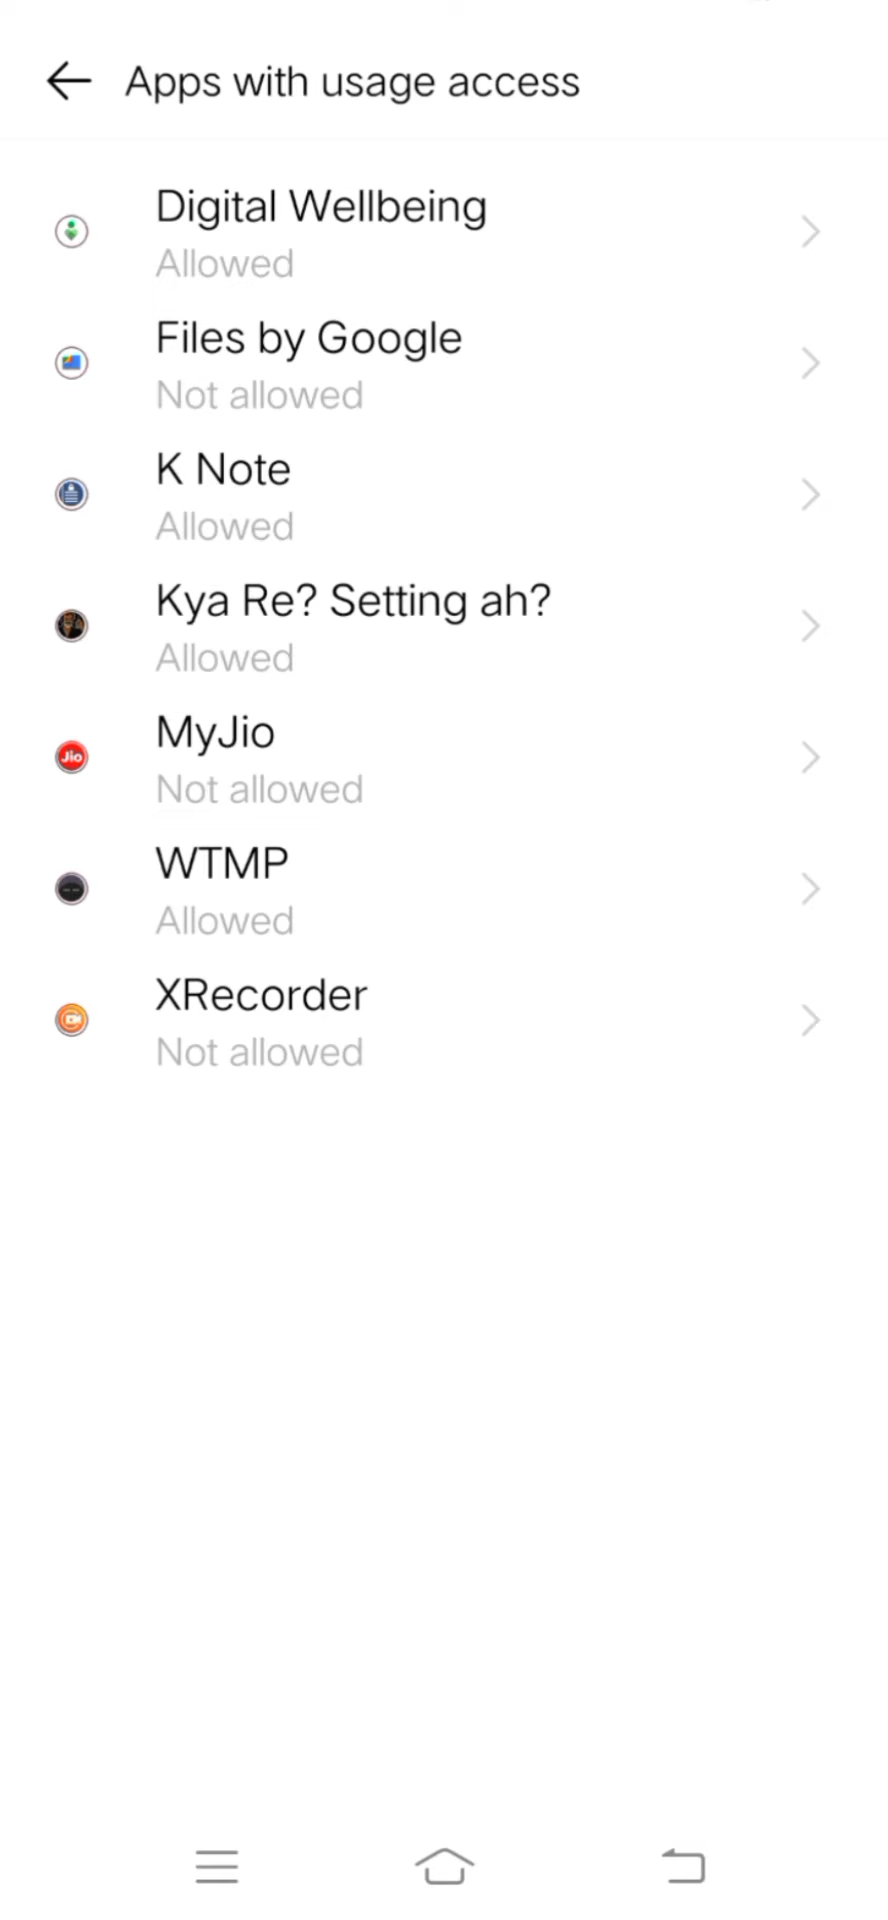 Apps with usage access
Digital Wellbeing
Allowed
Files by Google
Not allowed
K Note
Allowed
Kya Re? Setting ah?
Allowed
Jio
MyJio
Not allowed
WTMP
Allowed
XRecorder
Not allowed